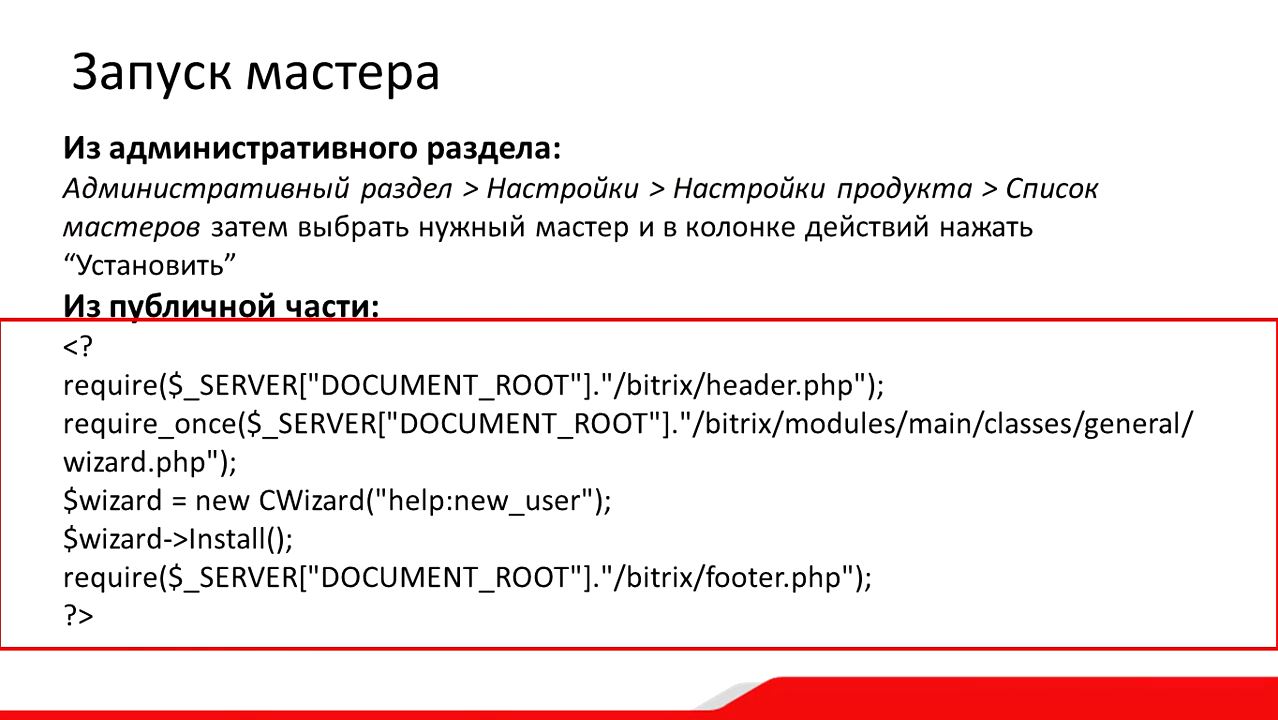 Запуск мастера
Из административного раздела:
Административный раздел > Настройки > Настройки продукта > Список
мастеров затем выбрать нужный мастер и в колонке действий нажать
“Установить”
Из публичной части:
<?
require($_SERVER["DOCUMENT_ROOT"]."/bitrix/header.php");
require_once($_SERVER["DOCUMENT_ROOT"]."/bitrix/modules/main/classes/general/
wizard.php");
$wizard = new CWizard("help:new_user");
$wizard->Install();
require($_SERVER["DOCUMENT_ROOT"]."/bitrix/footer.php");
?>